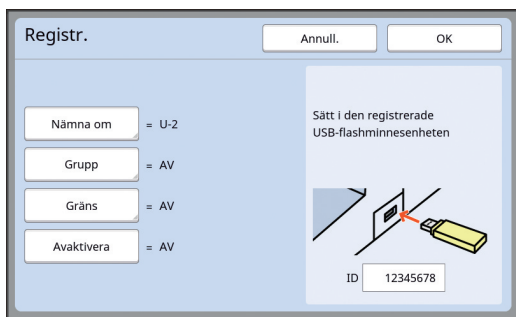 Registr.
Annull.
OK
Nämna om = U-2
Grupp = AV
Gräns = AV
Avaktivera = AV
Sätt i den registrerade
USB-flashminnesenheten
ID 12345678